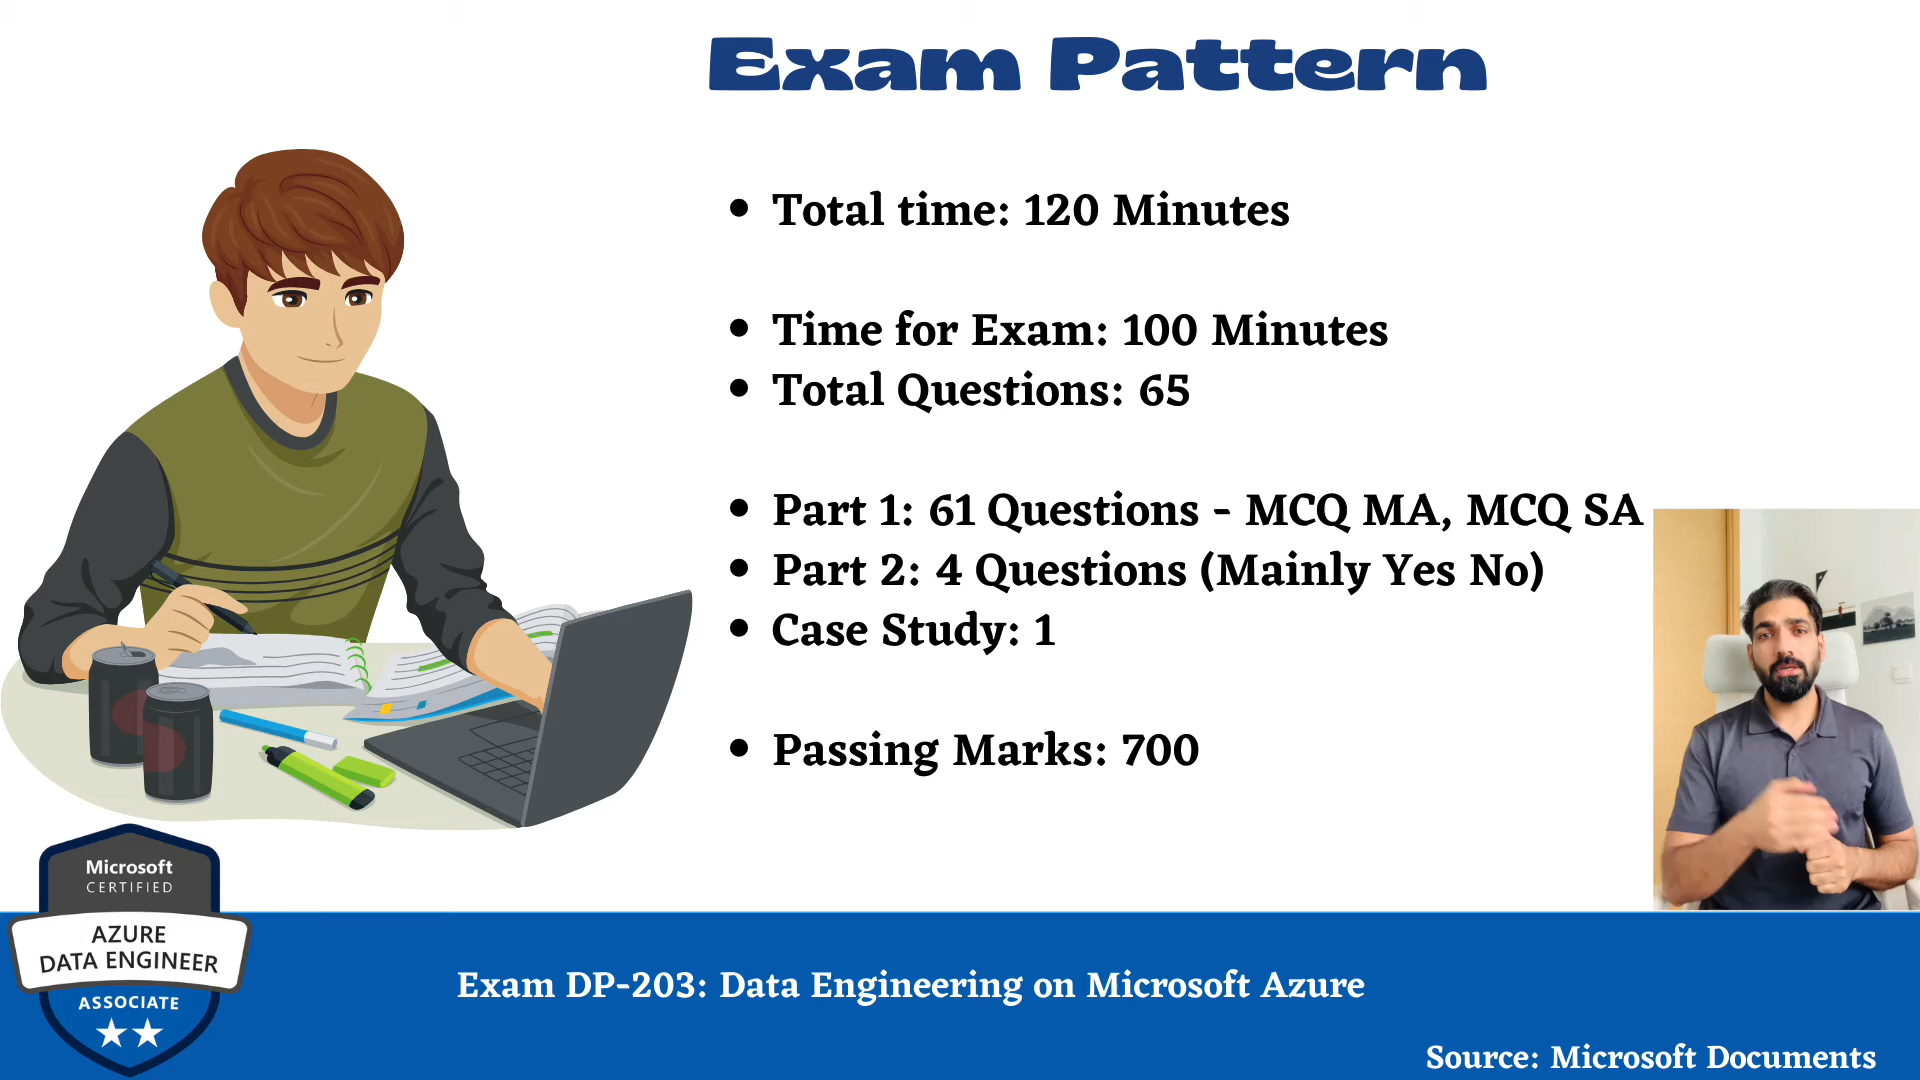 Exam Pattern
Total time: 120 Minutes
Time for Exam: 100 Minutes
Total Questions: 65
Part 1: 61 Questions - MCQ MA, MCQ SA
Part 2: 4 Questions (Mainly Yes No)
Case Study: 1
Passing Marks: 700
Microsoft
CERTIFIED
AZURE
DATA ENGINEER
ASSOCIATE
Exam DP-203: Data Engineering on Microsoft Azure
Source: Microsoft Documents